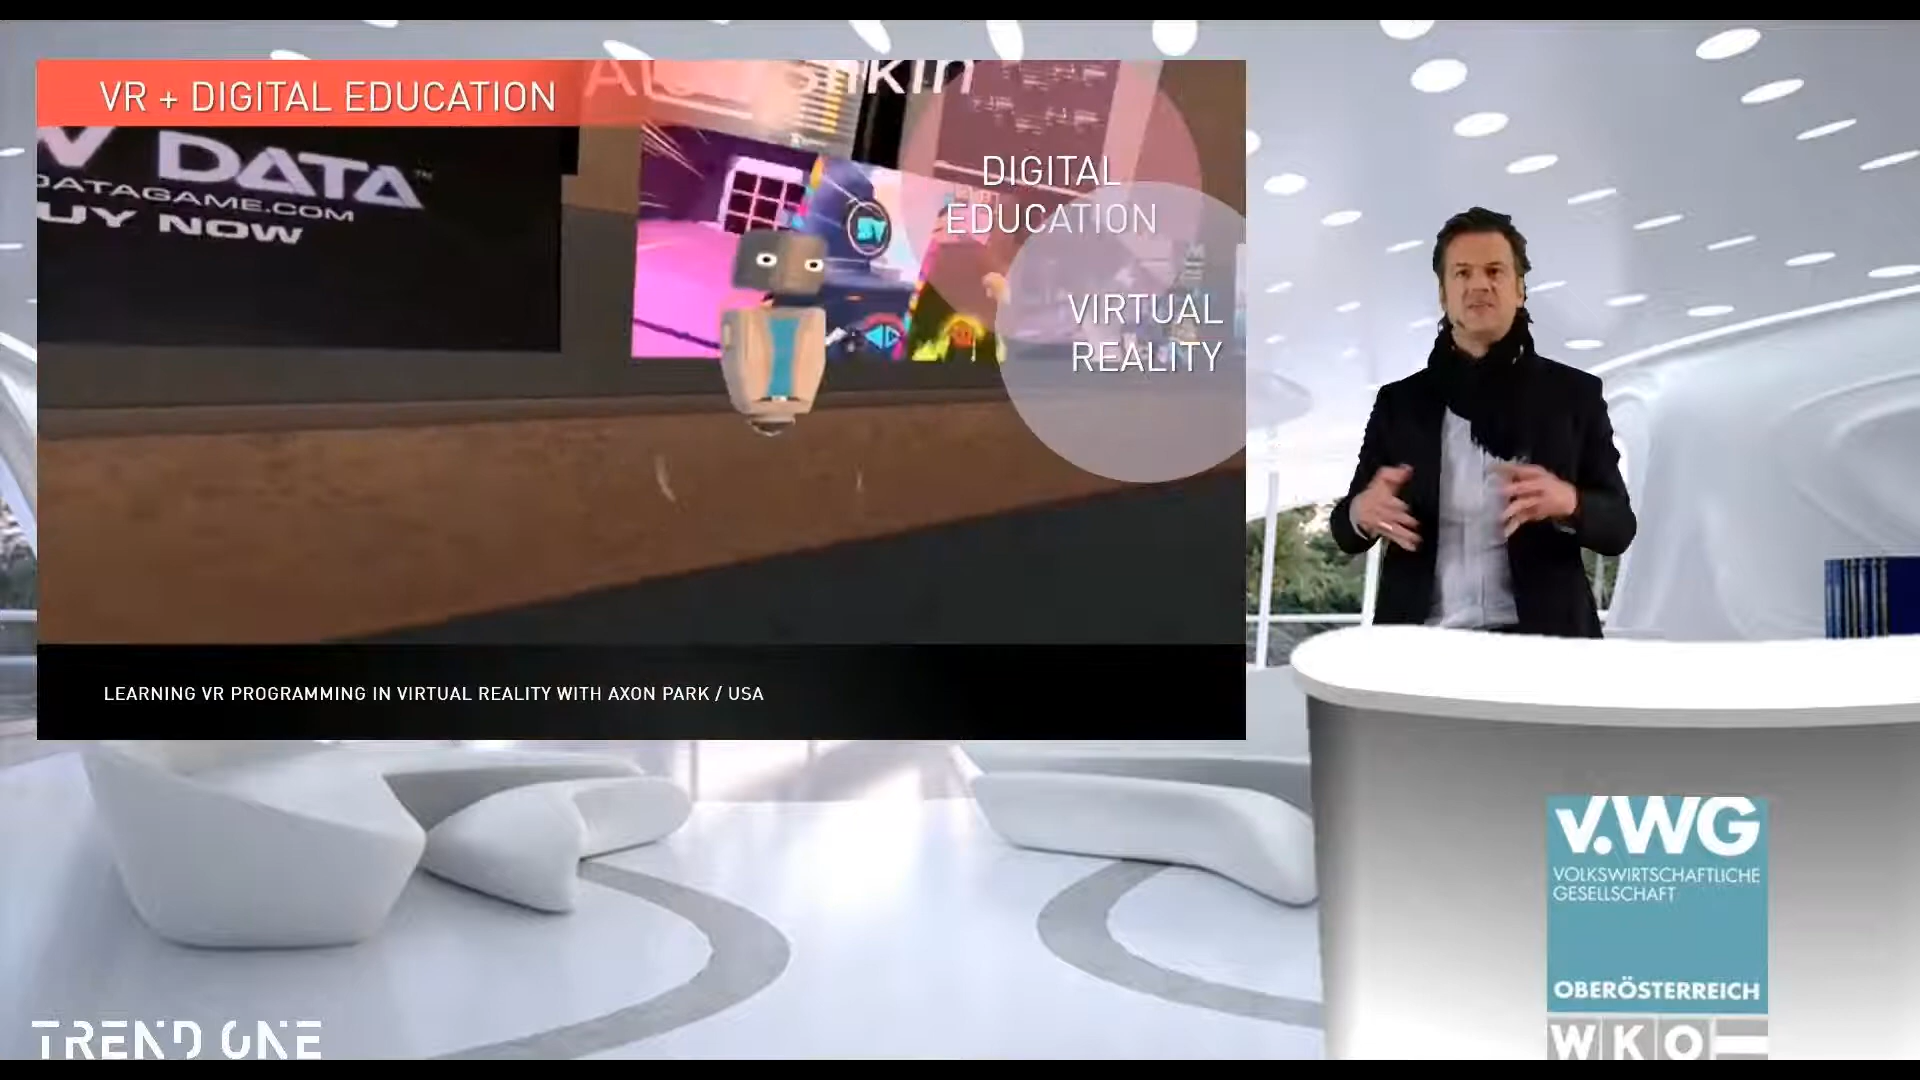 VR + DIGITAL EDUCATION
V DATA™
DATAGAME.COM
UY NOW
DIGITAL
EDUCATION
VIRTUAL
REALITY
LEARNING VR PROGRAMMING IN VIRTUAL REALITY WITH AXON PARK / USA
v.WG
VOLKSWIRTSCHAFTLICHE
GESELLSCHAFT
OBERÖSTERREICH
WKO
TREND ONE